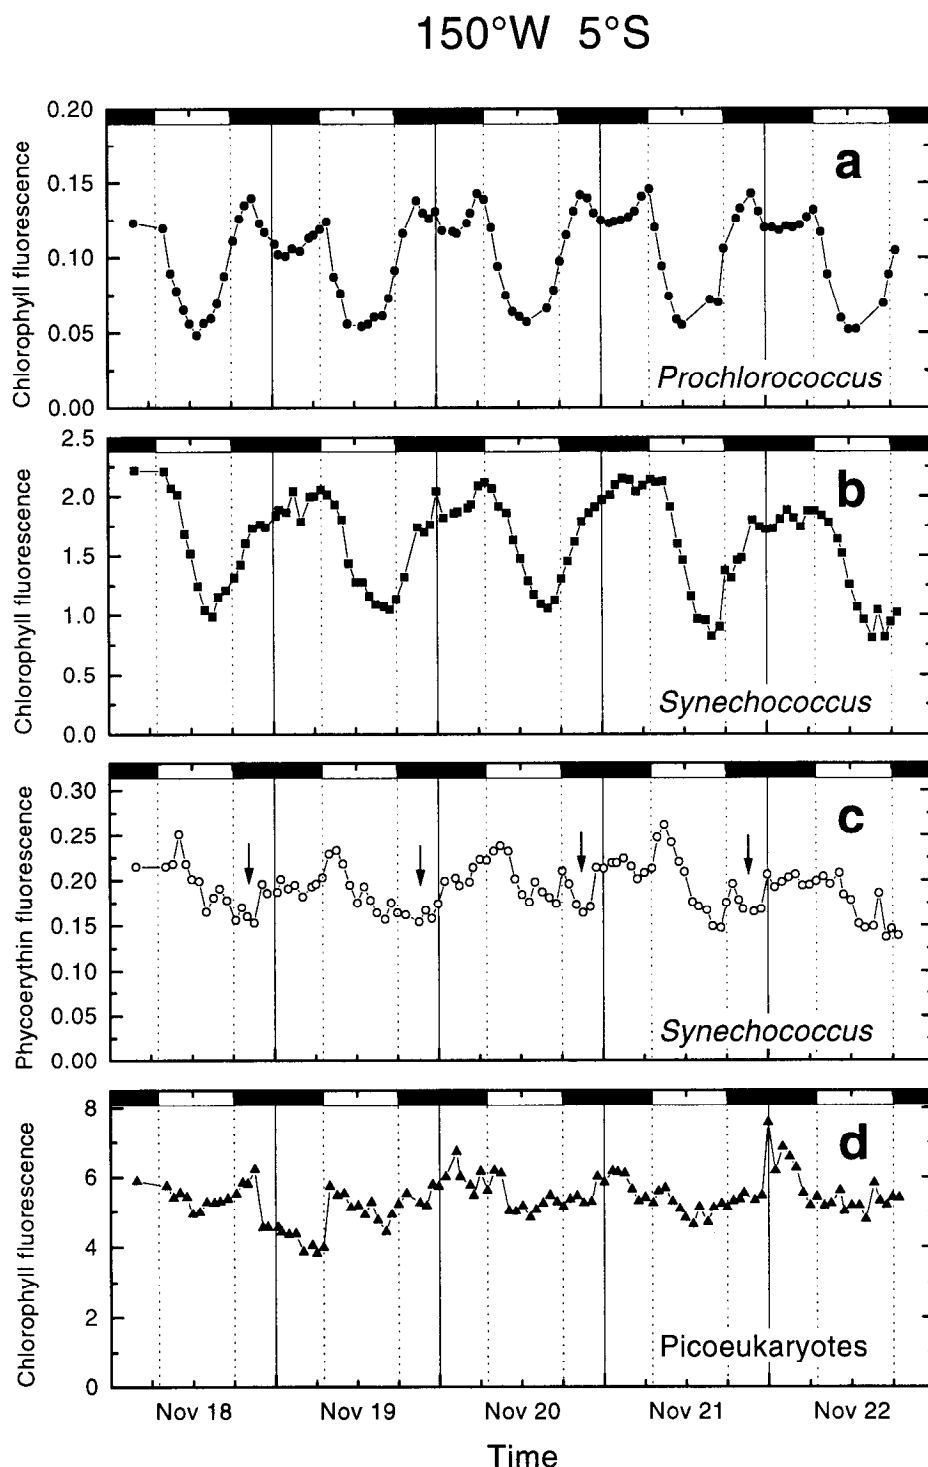 150°W 5°S
0.20
0.15
0.10
0.05
0.00
Chlorophyll fluorescence
a
Prochlorococcus
2.5
2.0
1.5
1.0
0.5
0.0
Chlorophyll fluorescence
b
Synechococcus
0.30
0.25
0.20
0.15
0.10
0.05
0.00
Phycoerythin fluorescence
c
Synechococcus
8
6
4
2
0
Chlorophyll fluorescence
d
Picoeukaryotes
Nov 18 Nov 19 Nov 20 Nov 21 Nov 22
Time